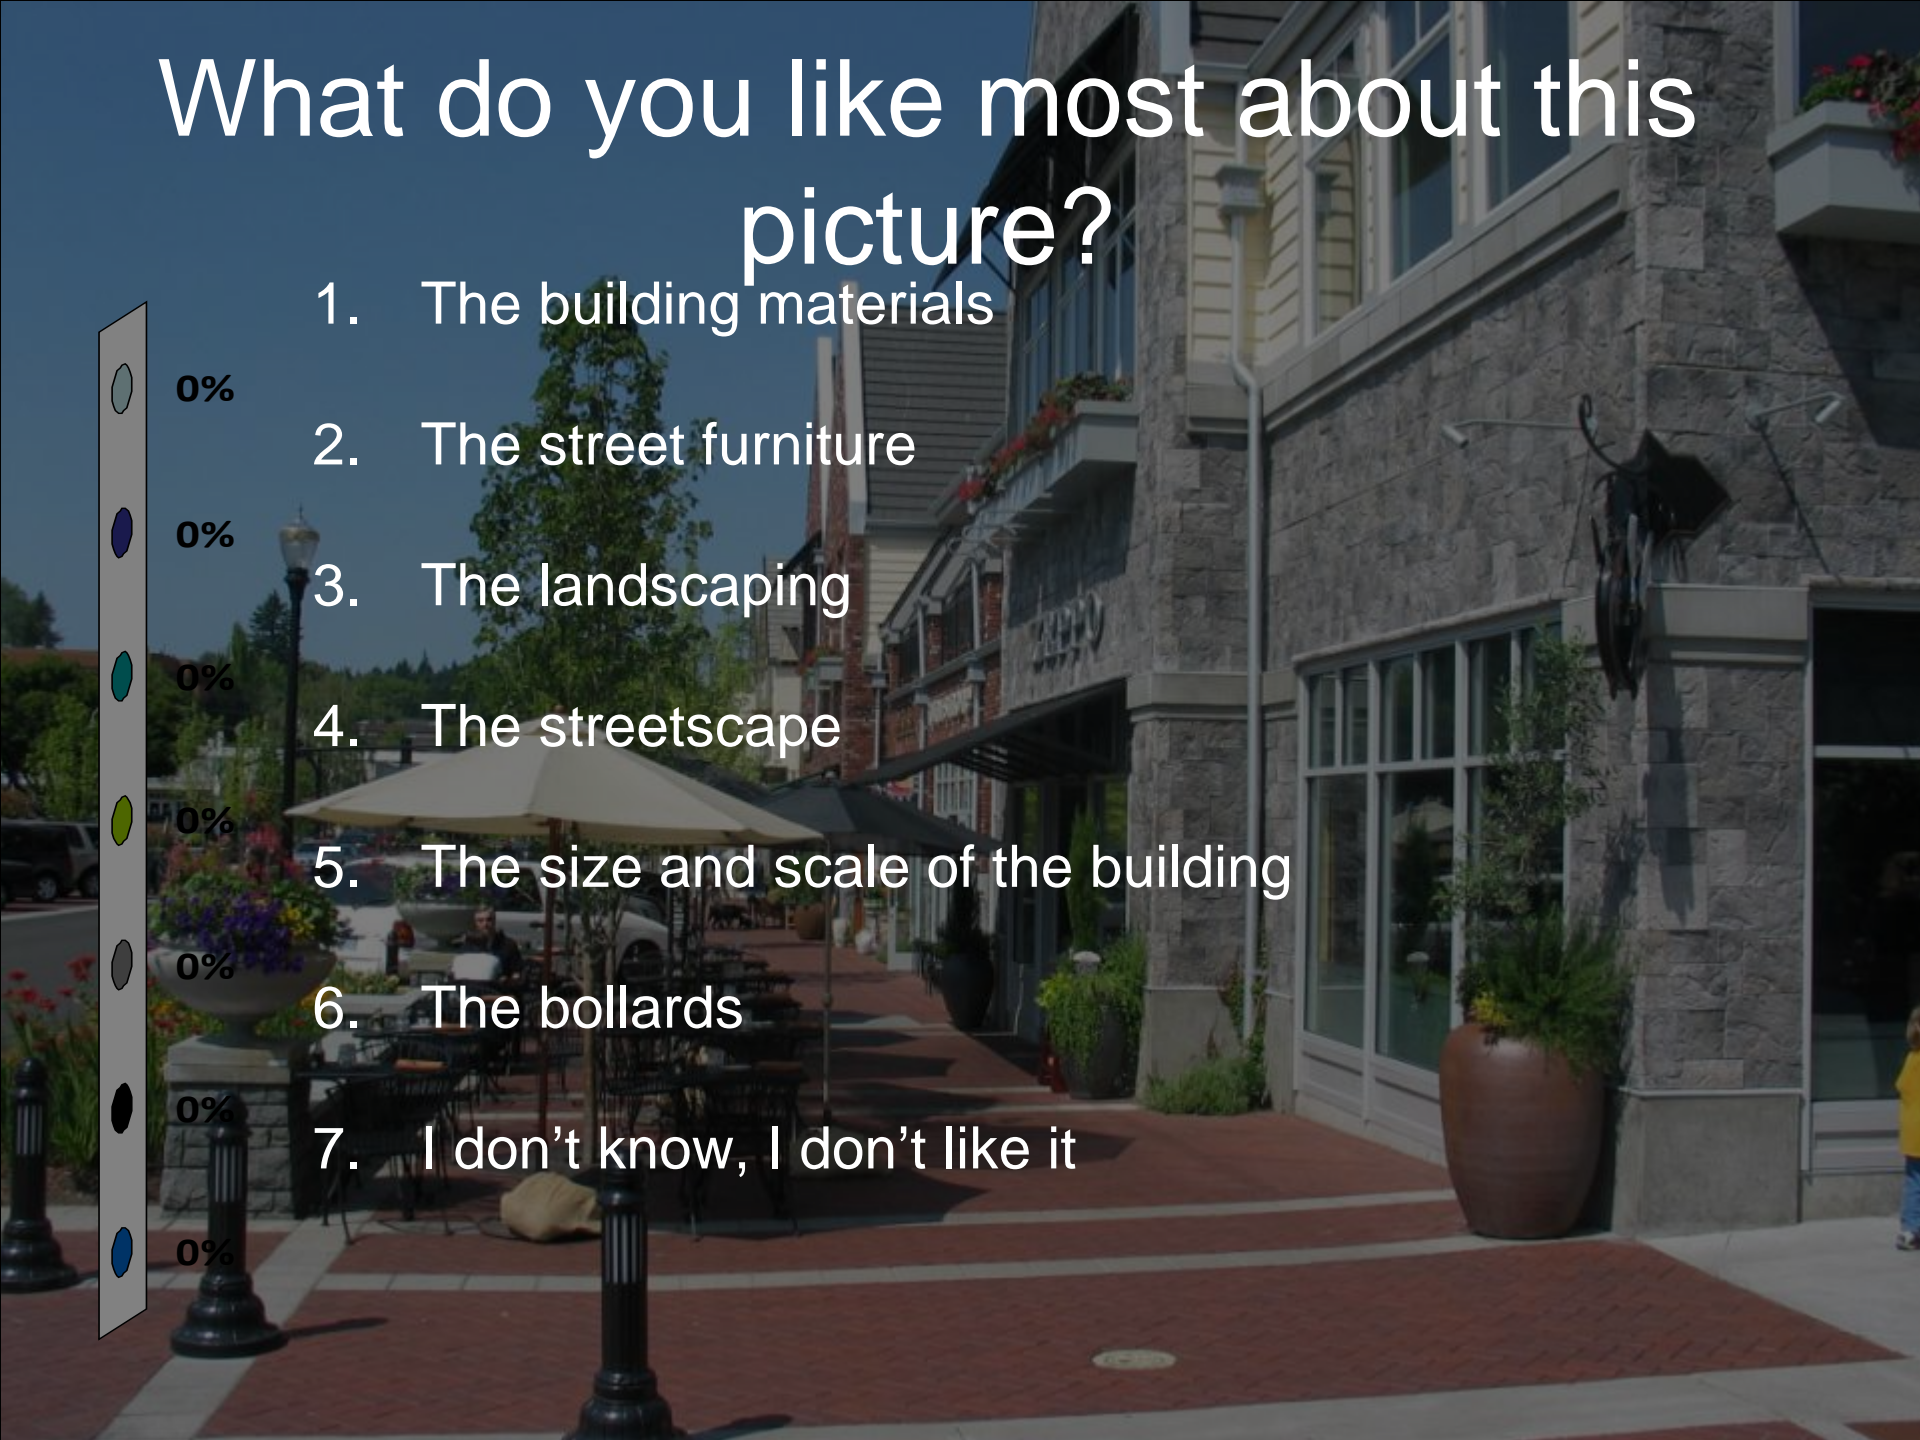 What do you like most about this
picture?
1. The building materials
0%
2. The street furniture
0%
3. The landscaping
0%
4. The streetscape
0%
5. The size and scale of the building
0%
6. The bollards
0%
7. I don’t know, I don’t like it
0%